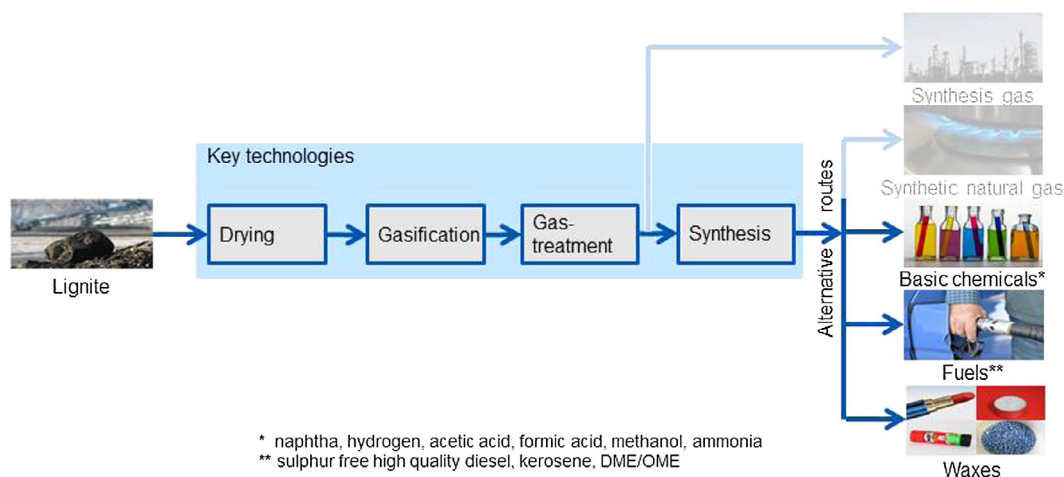 Synthesis gas
Key technologies
Synthetic natural gas
Lignite
Drying
Gasification
Gas-
treatment
Synthesis
Alternative routes
Basic chemicals*
Fuels**
Waxes
* naphtha, hydrogen, acetic acid, formic acid, methanol, ammonia
** sulphur free high quality diesel, kerosene, DME/OME